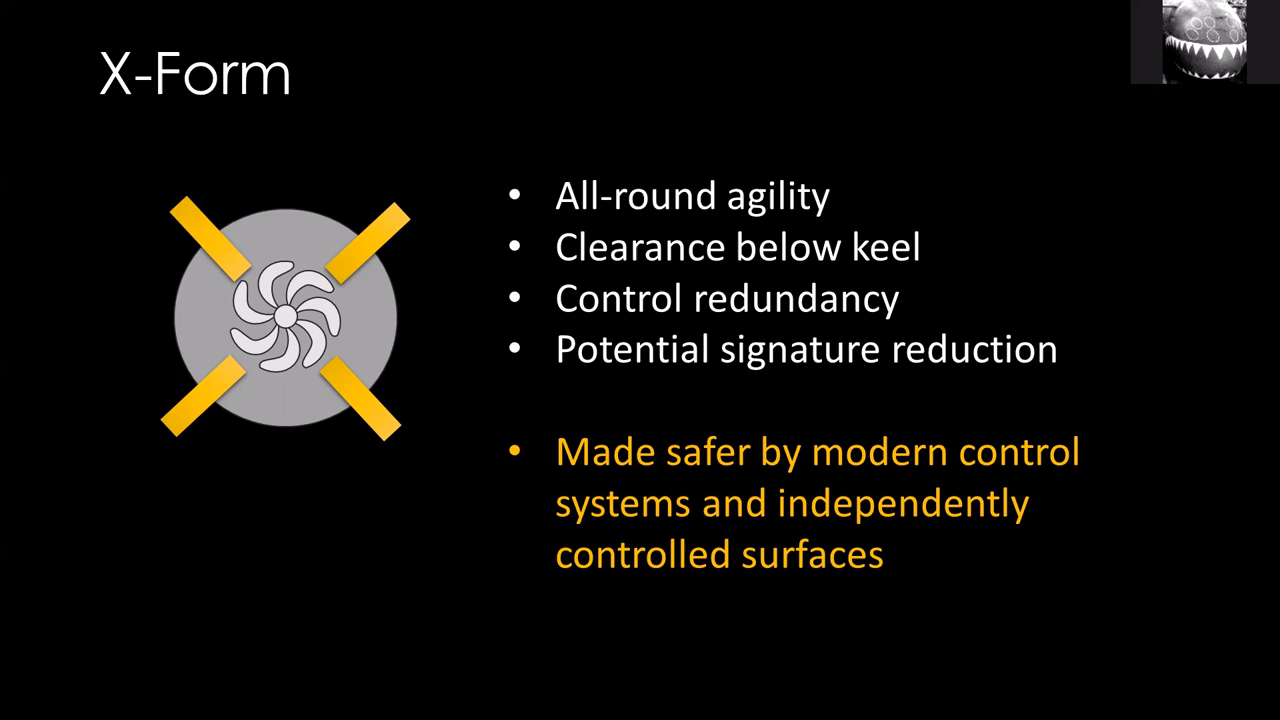 X-Form
• All-round agility
• Clearance below keel
• Control redundancy
• Potential signature reduction
• Made safer by modern control
systems and independently
controlled surfaces